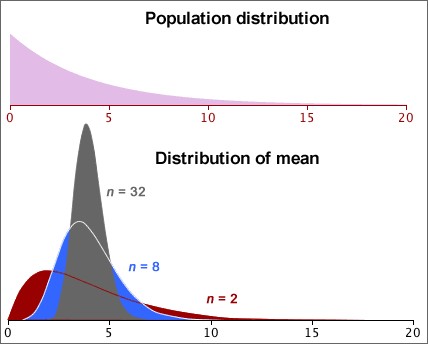 Population distribution
0 5 10 15 20
Distribution of mean
n = 32
n = 8
n = 2
0 5 10 15 20